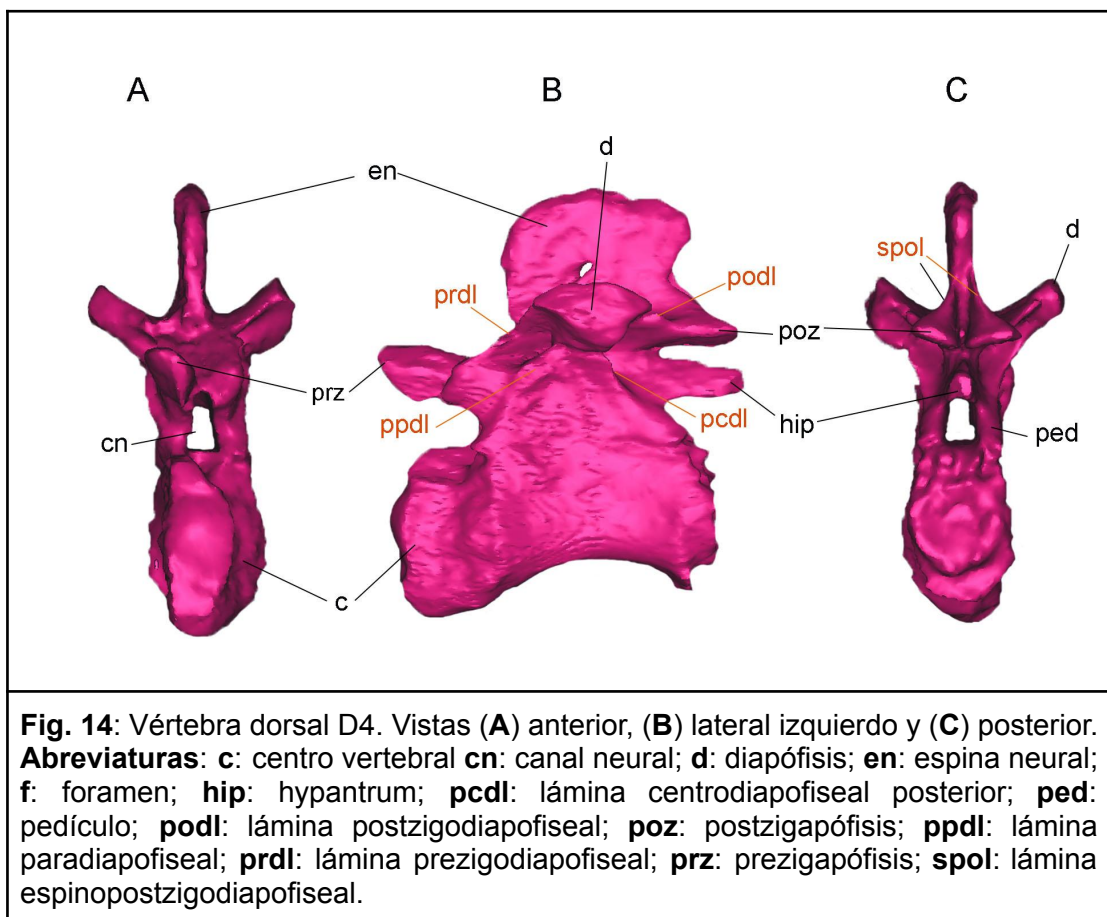 A
B
C
d
en
d
spol
prdl
podl
poz
prz
ppdl
pcdl
hip
cn
ped
c
Fig. 14: Vértebra dorsal D4. Vistas (A) anterior, (B) lateral izquierdo y (C) posterior.
Abreviaturas: c: centro vertebral cn: canal neural; d: diapófisis; en: espina neural;
f: foramen; hip: hypantrum; pcdl: lámina centrodiapofiseal posterior; ped:
pedículo; podl: lámina postzigodiapofiseal; poz: postzigapófisis; ppdl: lámina
paradiapofiseal; prdl: lámina prezigodiapofiseal; prz: prezigapófisis; spol: lámina
espinopostzigodiapofiseal.